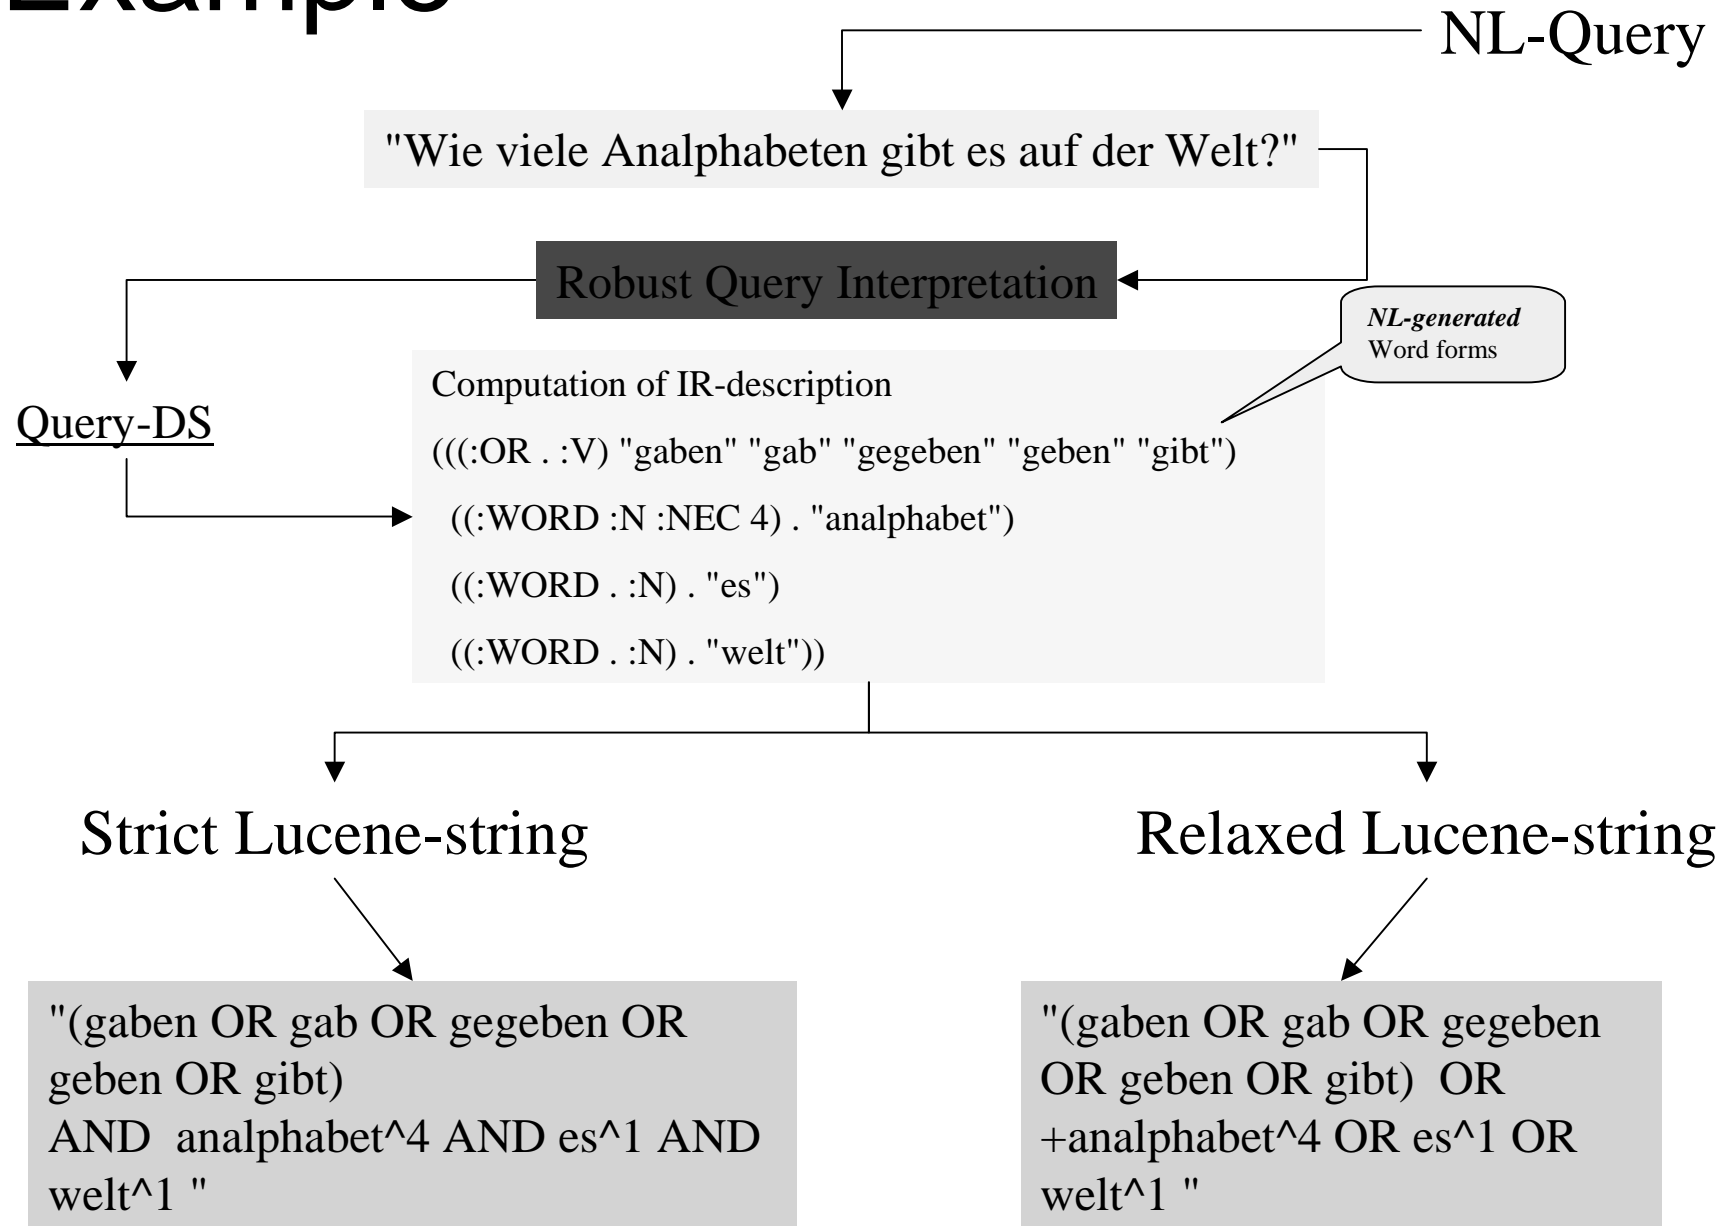 Example
NL-Query
"Wie viele Analphabeten gibt es auf der Welt?"
Robust Query Interpretation
NL-generated
Word forms
Query-DS
Computation of IR-description
(((:OR . :V) "gaben" "gab" "gegeben" "geben" "gibt")
((:WORD :N :NEC 4) . "analphabet")
((:WORD . :N) . "es")
((:WORD . :N) . "welt"))
Strict Lucene-string
Relaxed Lucene-string
"(gaben OR gab OR gegeben OR
geben OR gibt)
AND  analphabet^4 AND es^1 AND
welt^1 "
"(gaben OR gab OR gegeben
OR geben OR gibt)  OR
+analphabet^4 OR es^1 OR
welt^1 "